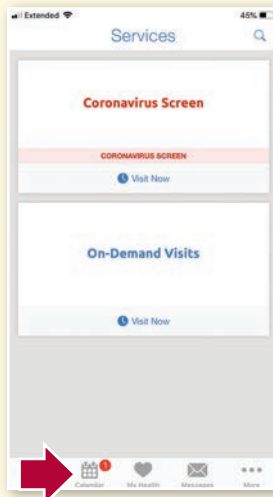 Extended 45%
Services
Coronavirus Screen
CORONAVIRUS SCREEN
Visit Now
On-Demand Visits
Visit Now
1
Calendar My Health Messages More